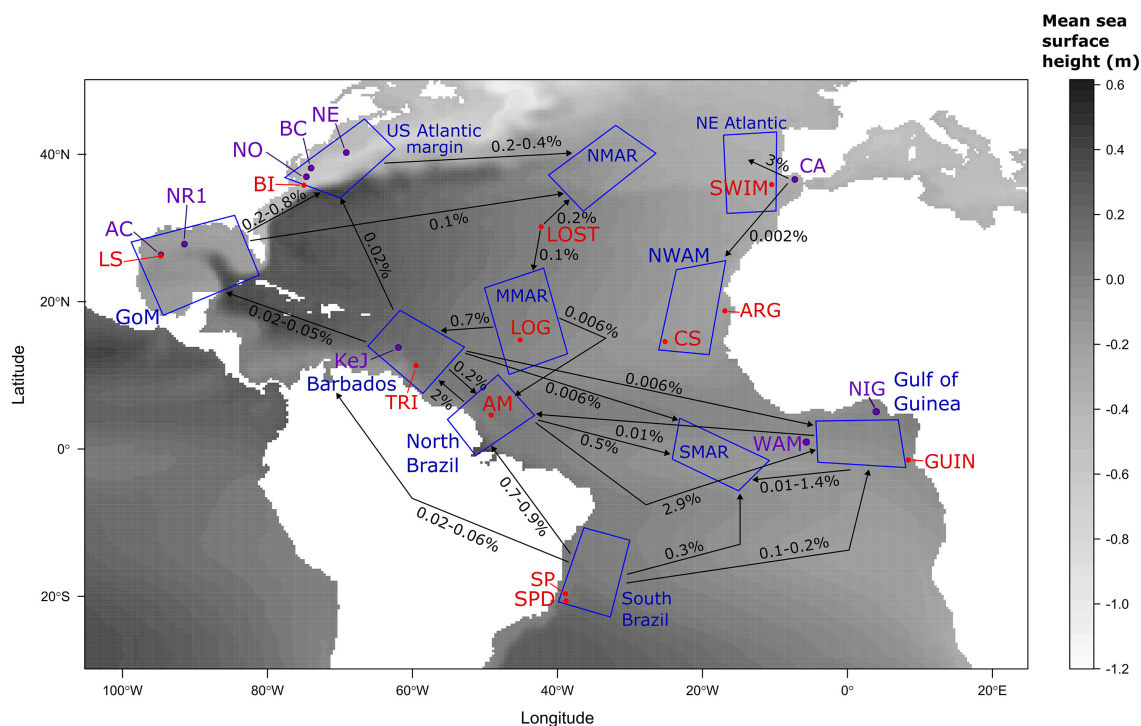 Mean sea
surface
height (m)
0.6
0.4
0.2
0.0
-0.2
-0.4
-0.6
-0.8
-1.0
-1.2
Latitude
40°N
20°N
0°
20°S
100°W
80°W
60°W
40°W
20°W
0°
20°E
Longitude
NE
BC
NO
BI
US Atlantic
margin
0.2-0.4%
NMAR
NE Atlantic
3%
CA
SWIM
0.002%
NR1
AC
LS
GoM
0.2-0.8%
0.1%
0.2%
LOST
0.1%
0.02%
NWAM
ARG
CS
MMAR
LOG
0.7%
0.006%
0.02-0.05%
KeJ
Barbados
TRI
0.2%
2%
AM
North
Brazil
0.006%
0.006%
0.01%
0.5%
SMAR
WAM
NIG
Gulf of
Guinea
GUIN
2.9%
0.01-1.4%
0.7-0.9%
0.02-0.06%
0.3%
0.1-0.2%
SP
SPD
South
Brazil